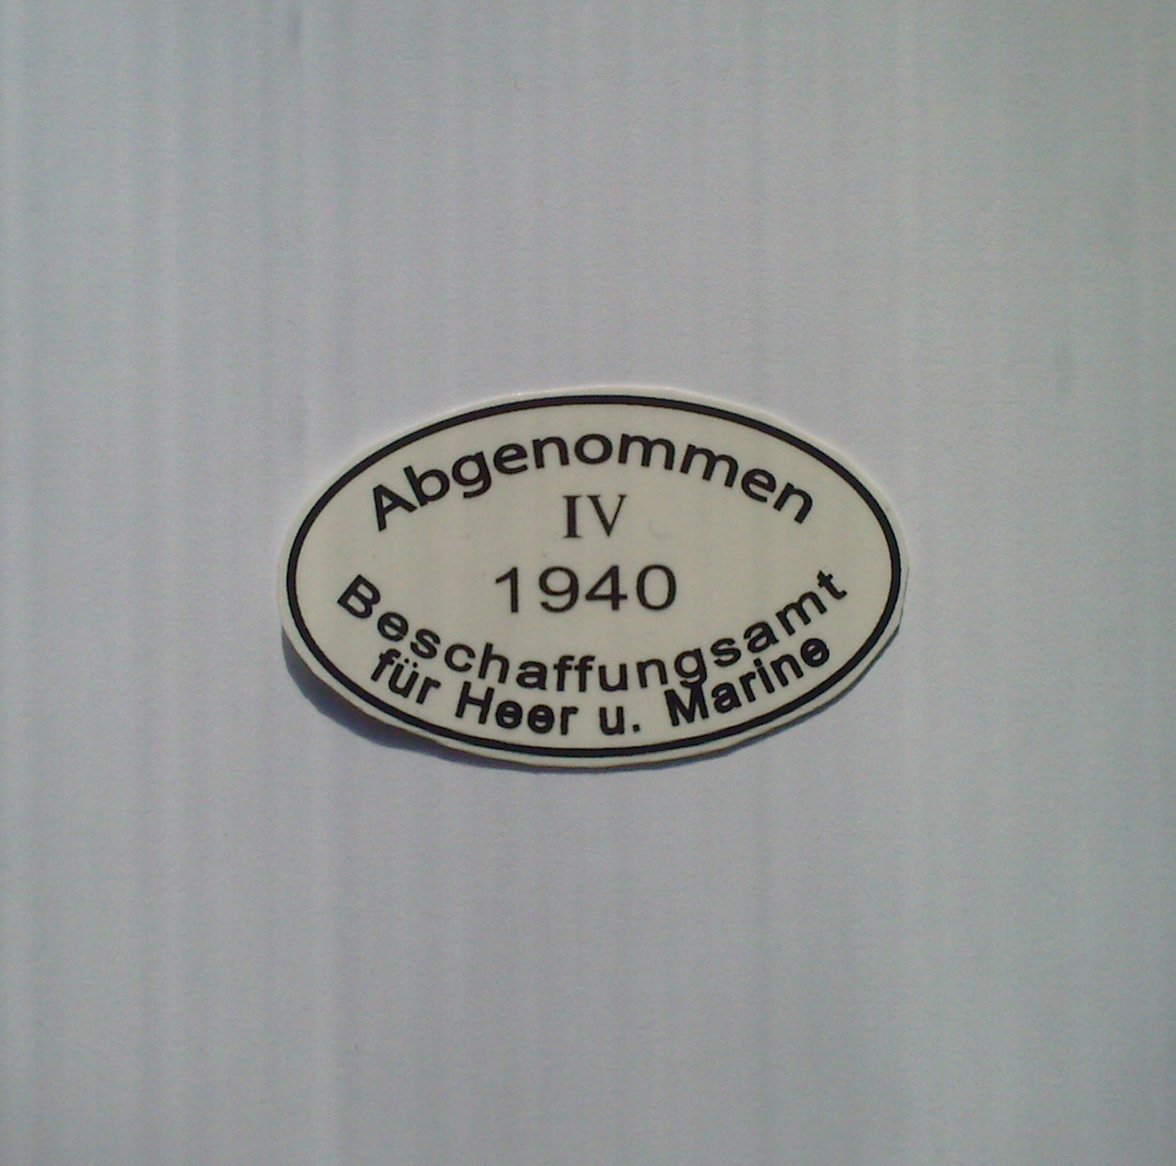 Abgenommen
IV
1940
Beschaffungsamt
für Heer u. Marine